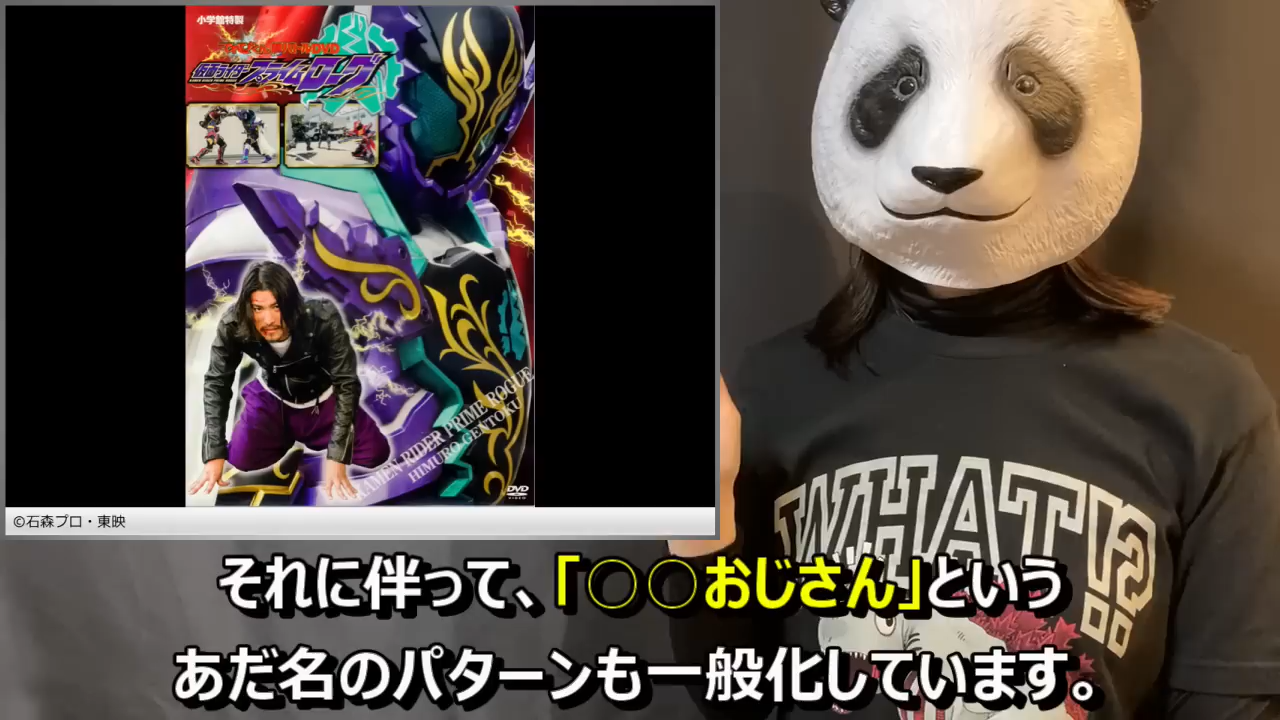 小学館特製
仮面ライダー プライムローグ
KAMEN RIDER PRIME ROGUE
HIMURO GENTOKU
DVD
VIDEO
©石森プロ・東映
WHAT!?
それに伴って、「○○おじさん」という
あだ名のパターンも一般化しています。